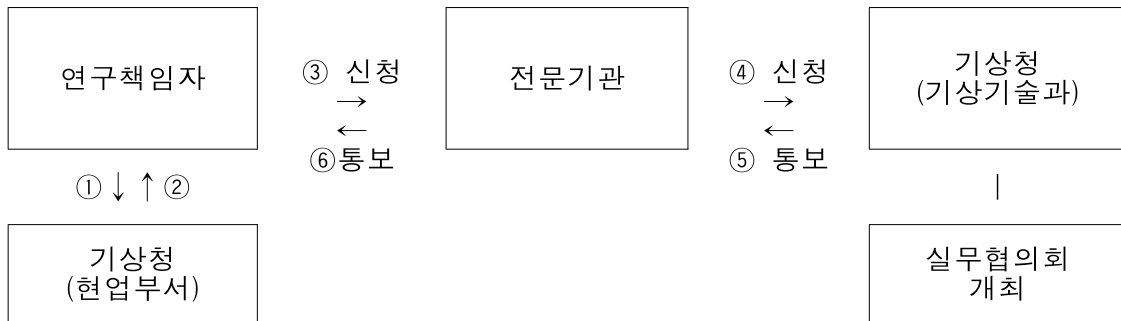 연구책임자
③ 신청
→
←
⑥통보
전문기관
④ 신청
→
←
⑤ 통보
기상청
(기상기술과)
① ↓ ↑ ②
|
기상청
(현업부서)
실무협의회
개최